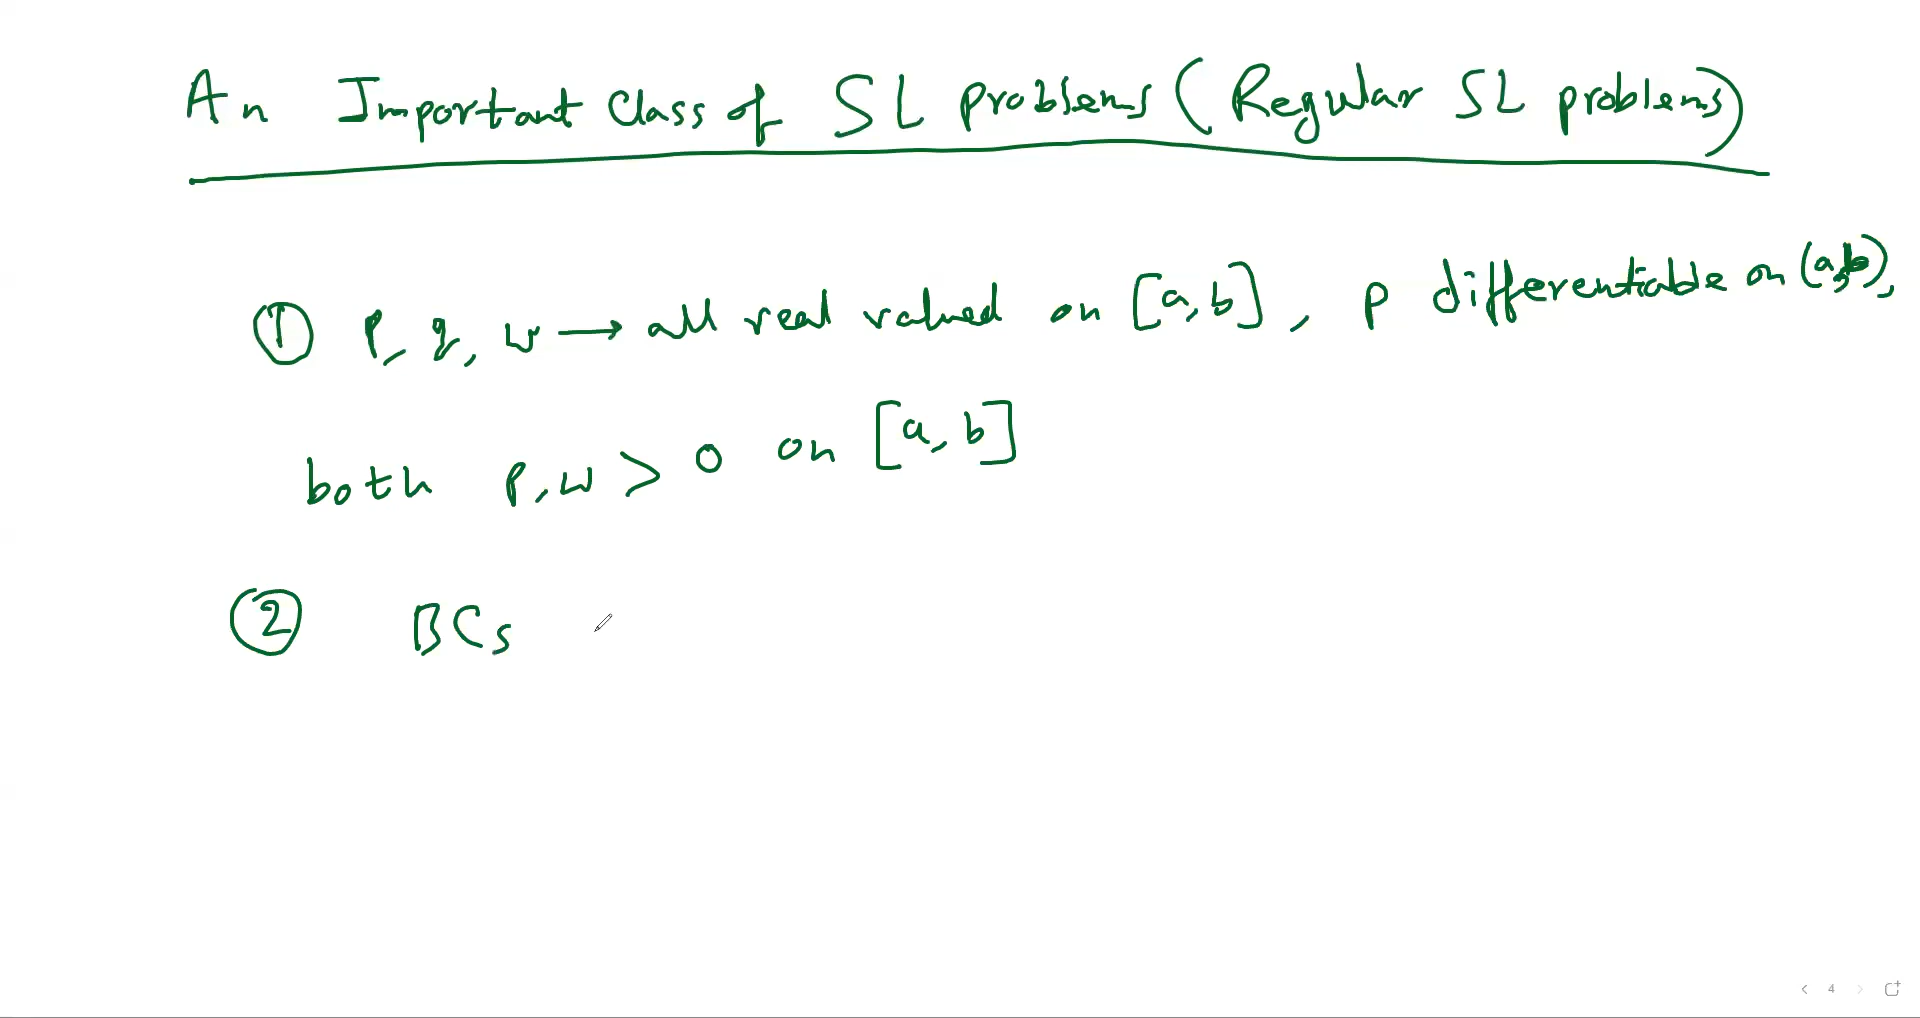 An Important Class of SL problems (Regular SL problems)
① p, q, w → all real valued on [a, b], p differentiable on (a,b),
both p, w > 0 on [a, b]
② BCs
4